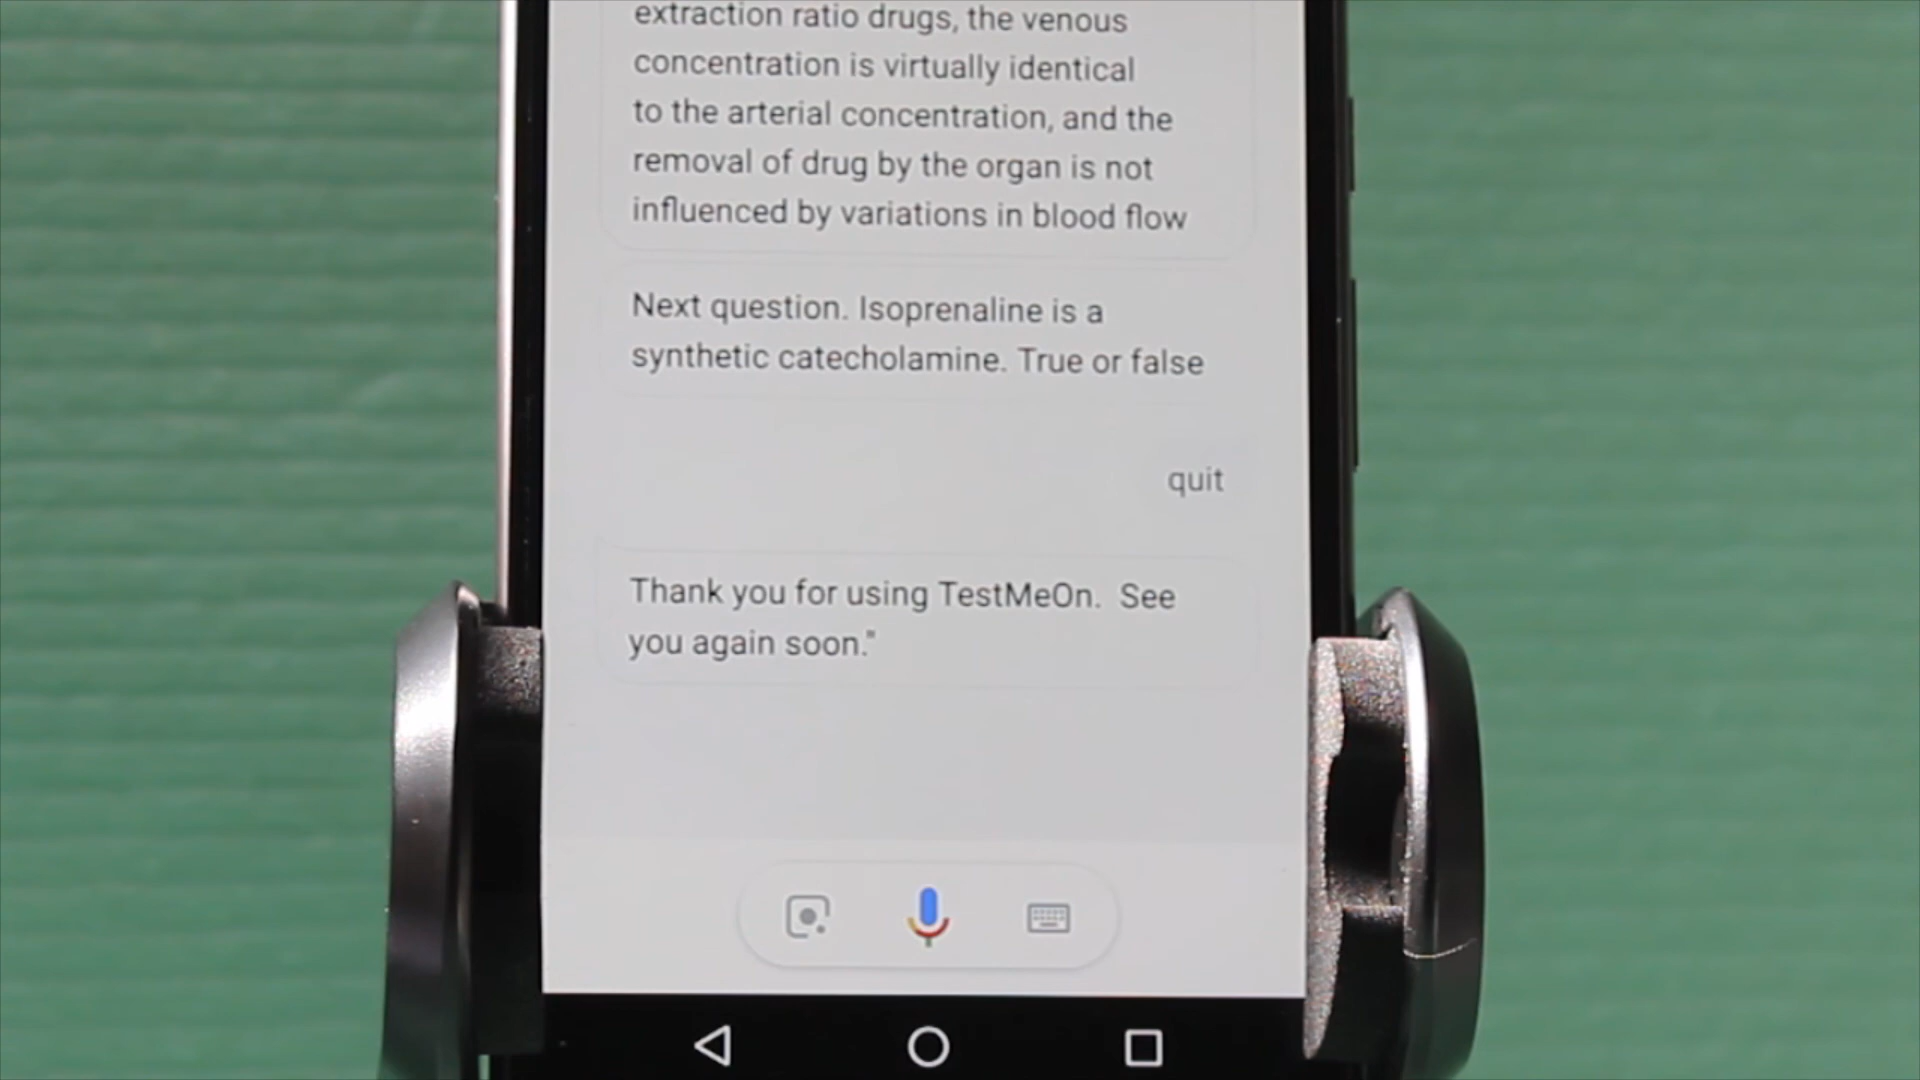 extraction ratio drugs, the venous
concentration is virtually identical
to the arterial concentration, and the
removal of drug by the organ is not
influenced by variations in blood flow
Next question. Isoprenaline is a
synthetic catecholamine. True or false
quit
Thank you for using TestMeOn.  See
you again soon."